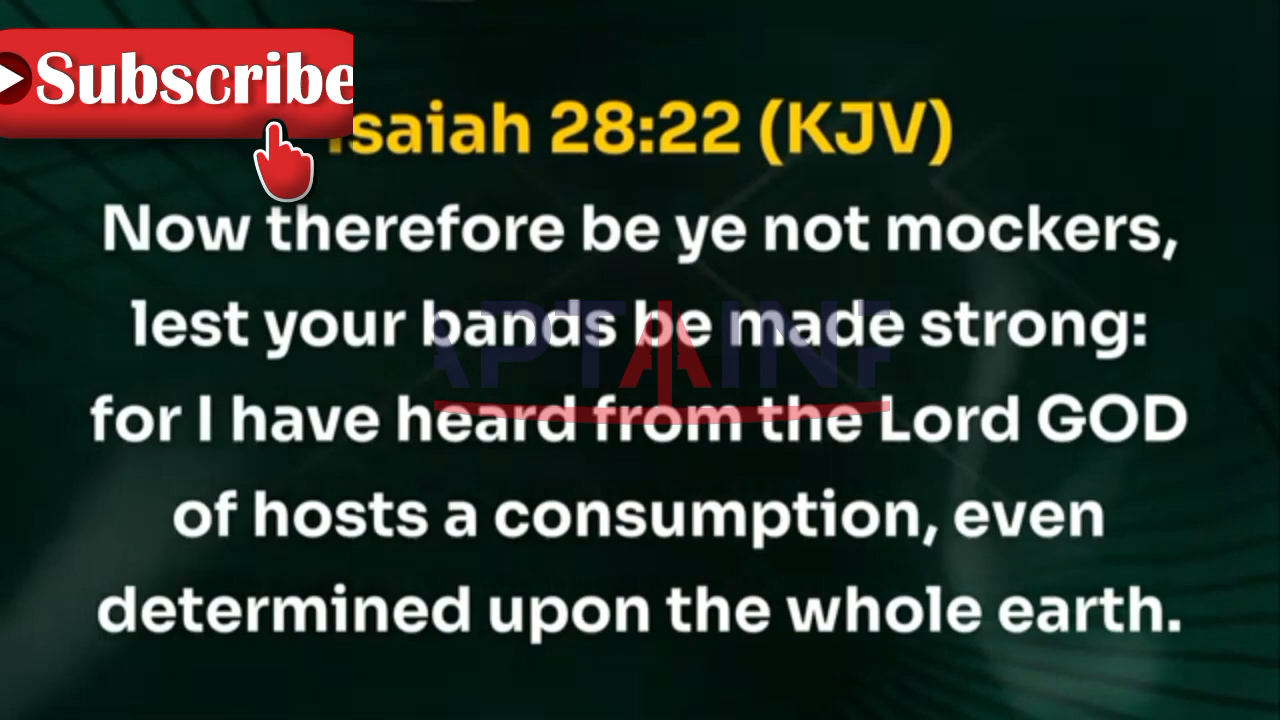 Subscribe
Isaiah 28:22 (KJV)
Now therefore be ye not mockers,
lest your bands be made strong:
for I have heard from the Lord GOD
of hosts a consumption, even
determined upon the whole earth.